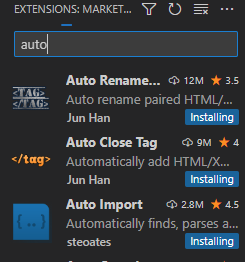 EXTENSIONS: MARKET...
auto
<TAG>
<TAG/>
Auto Rename... 12M 3.5
Auto rename paired HTML/...
Jun Han Installing
</tag> Auto Close Tag 9M 4
Automatically add HTML/X...
Jun Han Installing
{..} Auto Import 2.8M 4.5
Automatically finds, parses a...
steoates Installing